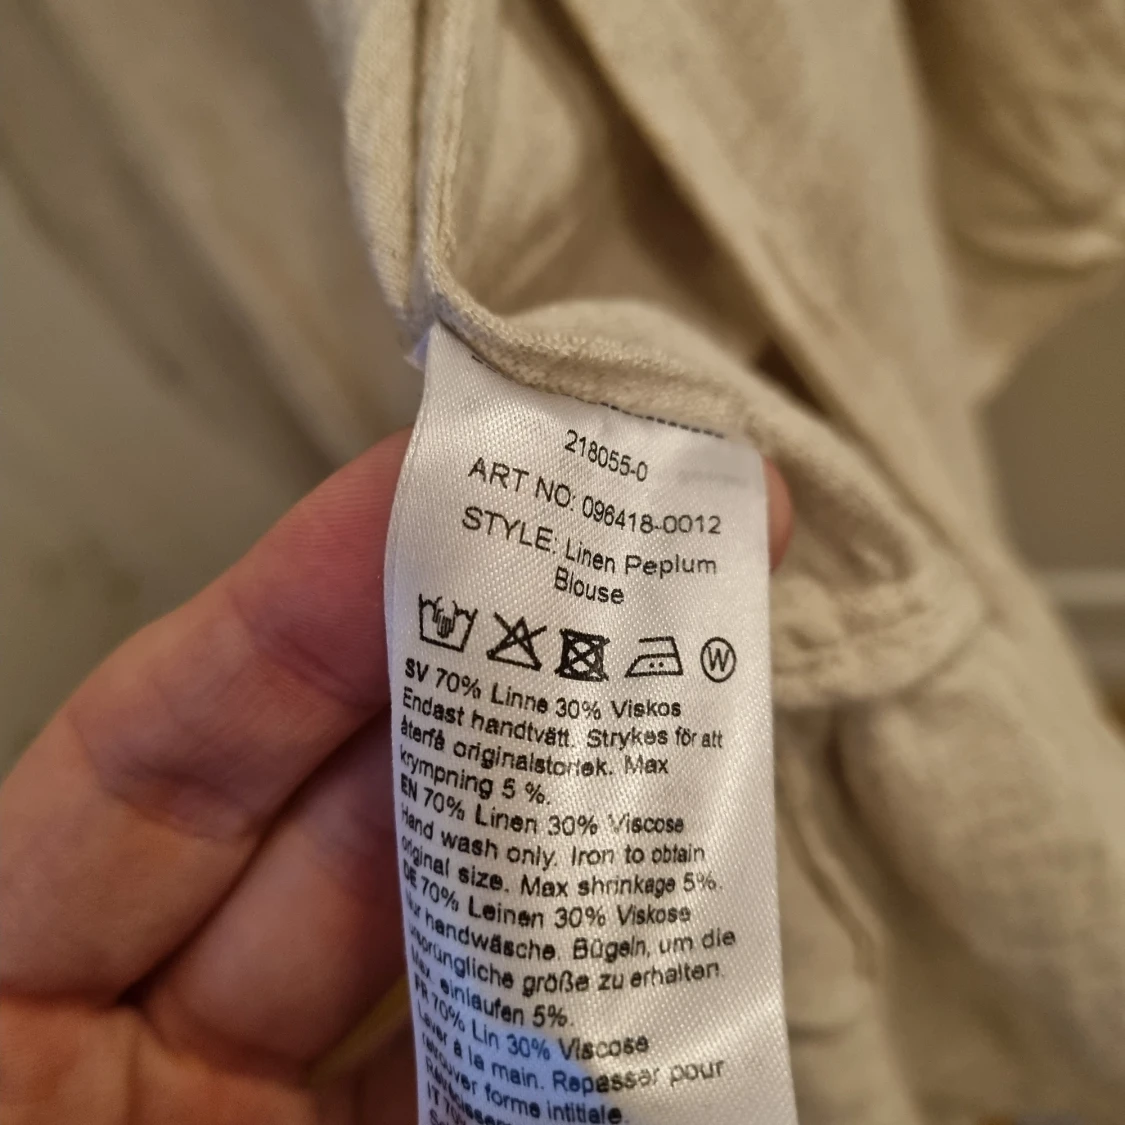 218055-0
ART NO: 096418-0012
STYLE: Linen Peplum
Blouse
W
SV 70% Linne 30% Viskos
Endast handtvätt. Strykes för att
återfå originalstorlek. Max
krympning 5 %.
EN 70% Linen 30% Viscose
Hand wash only. Iron to obtain
original size. Max shrinkage 5%.
DE 70% Leinen 30% Viskose
Nur handwäsche. Bügeln, um die
ursprüngliche größe zu erhalten.
Max. einlaufen 5%.
FR 70% Lin 30% Viscose
Laver à la main. Repasser pour
retrouver forme intitiale.
IT 70%